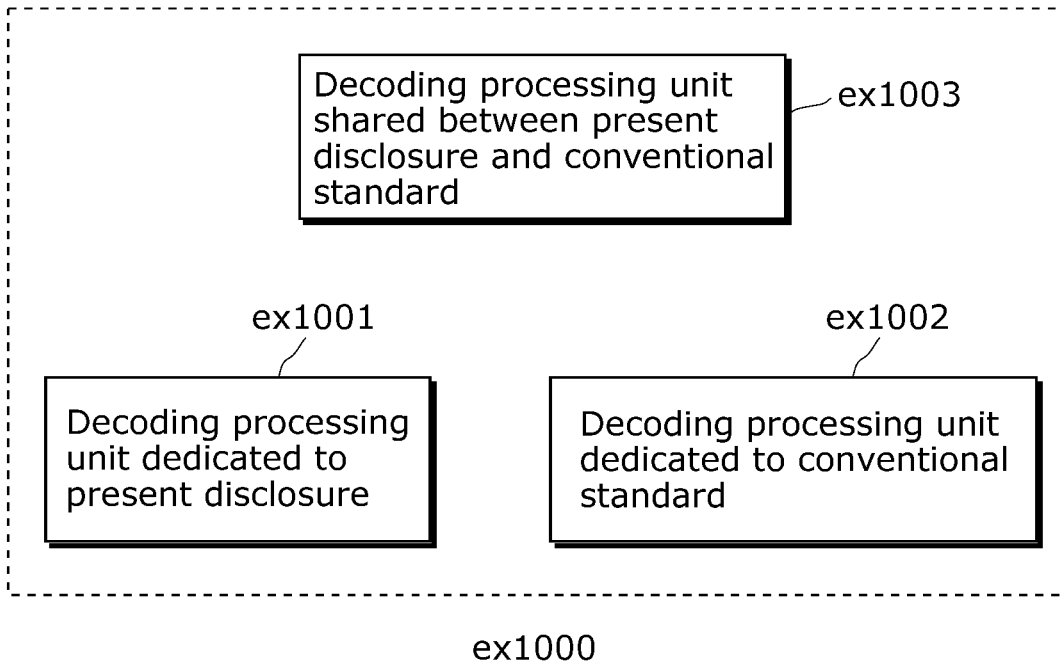 Decoding processing unit
shared between present
disclosure and conventional
standard
ex1003
ex1001
ex1002
Decoding processing
unit dedicated to
present disclosure
Decoding processing unit
dedicated to conventional
standard
ex1000